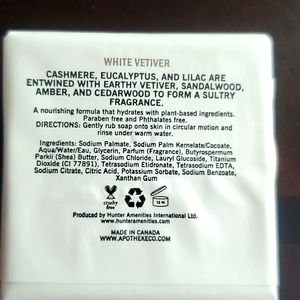 WHITE VETIVER
CASHMERE, EUCALYPTUS, AND LILAC ARE
ENTWINED WITH EARTHY VETIVER, SANDALWOOD,
AMBER, AND CEDARWOOD TO FORM A SULTRY
FRAGRANCE.
A nourishing formula that hydrates with plant-based ingredients.
Paraben free and Phthalates free.
DIRECTIONS: Gently rub soap onto skin in circular motion and
rinse under warm water.
Ingredients: Sodium Palmate, Sodium Palm Kernelate/Cocoate,
Aqua/Water/Eau, Glycerin, Parfum (Fragrance), Butyrospermum
Parkii (Shea) Butter, Sodium Chloride, Lauryl Glucoside, Titanium
Dioxide (CI 77891), Tetrasodium Etidronate, Tetrasodium EDTA,
Sodium Citrate, Citric Acid, Potassium Sorbate, Sodium Benzoate,
Xanthan Gum
cruelty
free
12 M
Produced by Hunter Amenities International Ltd.
www.hunteramenities.com
MADE IN CANADA
WWW.APOTHEKECO.COM